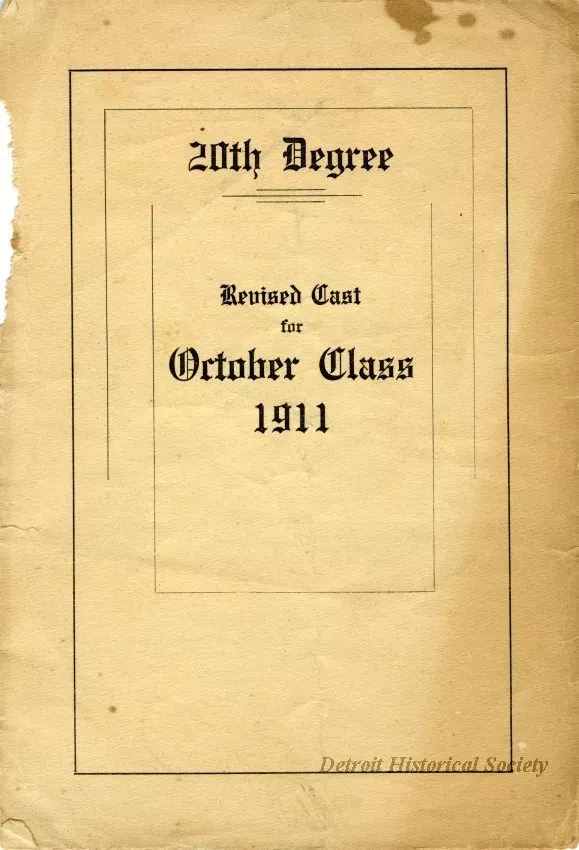 20th Degree
Revised Cast
for
October Class
1911
Detroit Historical Society